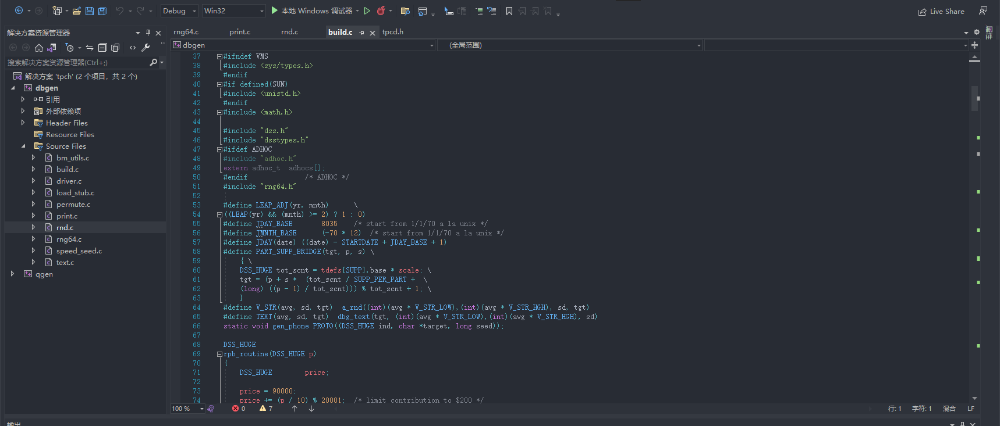 Debug Win32 本地 Windows 调试器 Live Share
解决方案资源管理器
搜索解决方案资源管理器(Ctrl+;)
解决方案 'tpch' (2 个项目，共 2 个)
dbgen
引用
外部依赖项
Header Files
Resource Files
Source Files
bm_utils.c
build.c
driver.c
load_stub.c
permute.c
print.c
rnd.c
rng64.c
speed_seed.c
text.c
qgen
rng64.c print.c rnd.c build.c tpcd.h
属性
dbgen (全局范围)
37 #ifndef VMS
38 #include <sys/types.h>
39 #endif
40 #if defined(SUN)
41 #include <unistd.h>
42 #endif
43 #include <math.h>
44
45 #include "dss.h"
46 #include "dsstypes.h"
47 #ifdef ADHOC
48 #include "adhoc.h"
49 extern adhoc_t  adhocs[];
50 #endif              /* ADHOC */
51 #include "rng64.h"
52
53 #define LEAP_ADJ(yr, mnth)      \
54 ((LEAP(yr) && (mnth) >= 2) ? 1 : 0)
55 #define JDAY_BASE       8035    /* start from 1/1/70 a la unix */
56 #define JMNTH_BASE      (-70 * 12)  /* start from 1/1/70 a la unix */
57 #define JDAY(date) ((date) - STARTDATE + JDAY_BASE + 1)
58 #define PART_SUPP_BRIDGE(tgt, p, s) \
59     { \
60     DSS_HUGE tot_scnt = tdefs[SUPP].base * scale; \
61     tgt = (p + s *  (tot_scnt / SUPP_PER_PART +  \
62     (long) ((p - 1) / tot_scnt))) % tot_scnt + 1; \
63     }
64 #define V_STR(avg, sd, tgt)  a_rnd((int)(avg * V_STR_LOW),(int)(avg * V_STR_HGH), sd, tgt)
65 #define TEXT(avg, sd, tgt)  dbg_text(tgt, (int)(avg * V_STR_LOW),(int)(avg * V_STR_HGH), sd)
66 static void gen_phone PROTO((DSS_HUGE ind, char *target, long seed));
67
68 DSS_HUGE
69 rpb_routine(DSS_HUGE p)
70 {
71     DSS_HUGE        price;
72
73     price = 90000;
74     price += (p / 10) % 20001;  /* limit contribution to $200 */
100 % 0 7 行: 1 字符: 1 混合 LF
输出